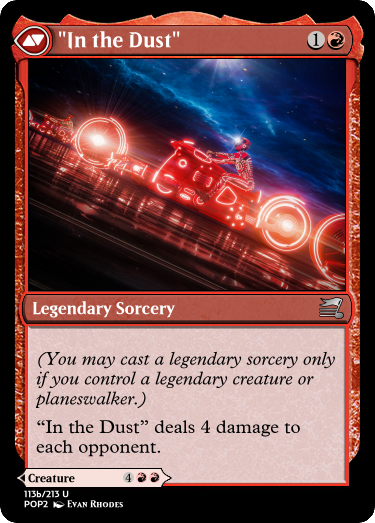 "In the Dust" 1
Legendary Sorcery
(You may cast a legendary sorcery only
if you control a legendary creature or
planeswalker.)
“In the Dust” deals 4 damage to
each opponent.
Creature 4
113b/213 U
POP2 Evan Rhodes